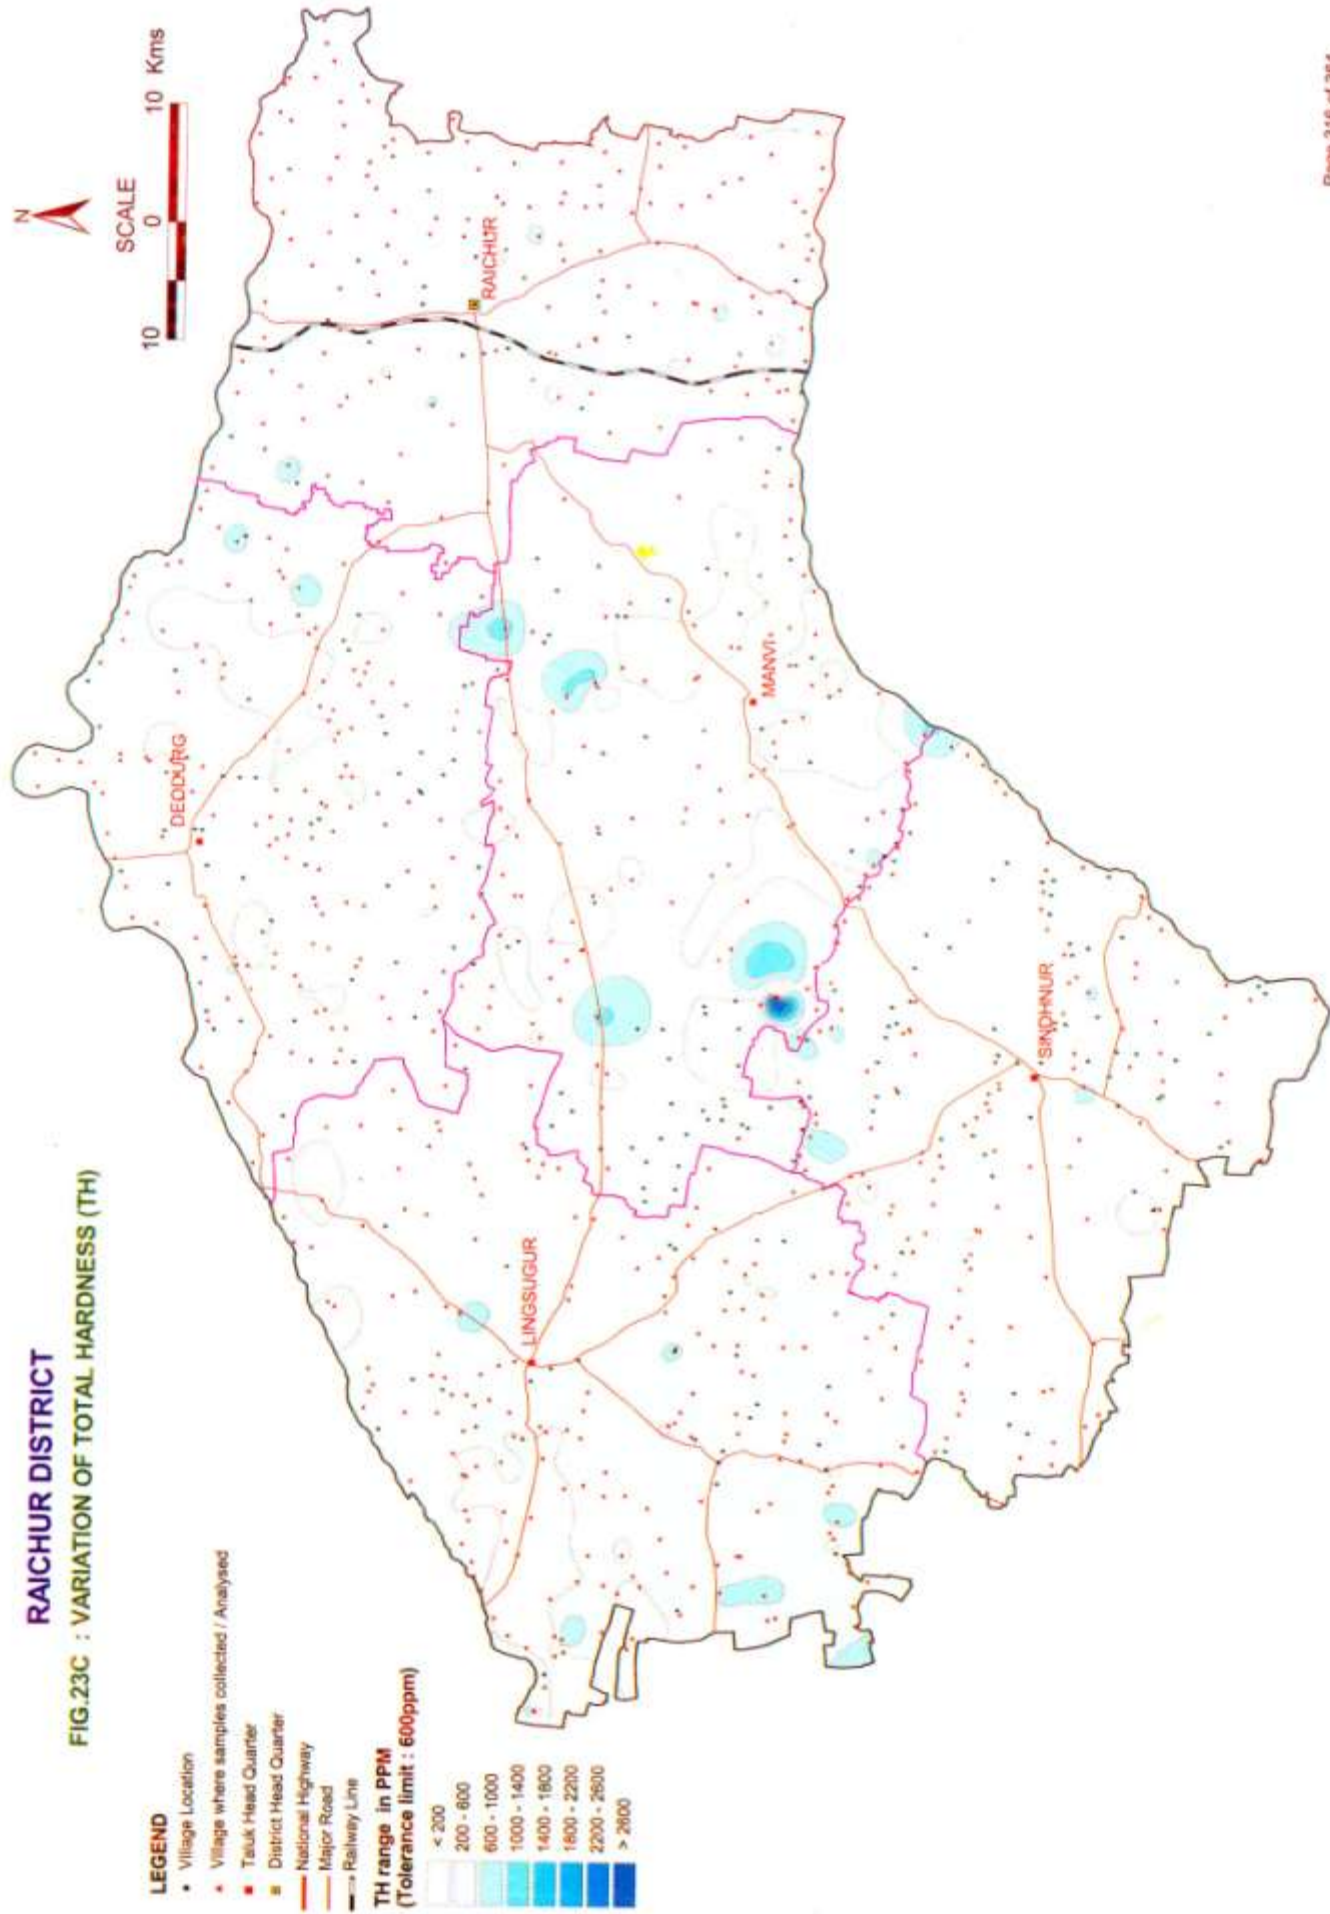 RAICHUR DISTRICT
FIG.23C : VARIATION OF TOTAL HARDNESS (TH)
N
SCALE
10 0 10 Kms
LEGEND
Village Location
Village where samples collected / Analysed
Taluk Head Quarter
District Head Quarter
National Highway
Major Road
Railway Line
TH range in PPM
(Tolerance limit : 600ppm)
< 200
200 - 600
600 - 1000
1000 - 1400
1400 - 1800
1800 - 2200
2200 - 2600
> 2600
DEODURG
RAICHUR
LINGSUGUR
MANVI
SINDHNUR